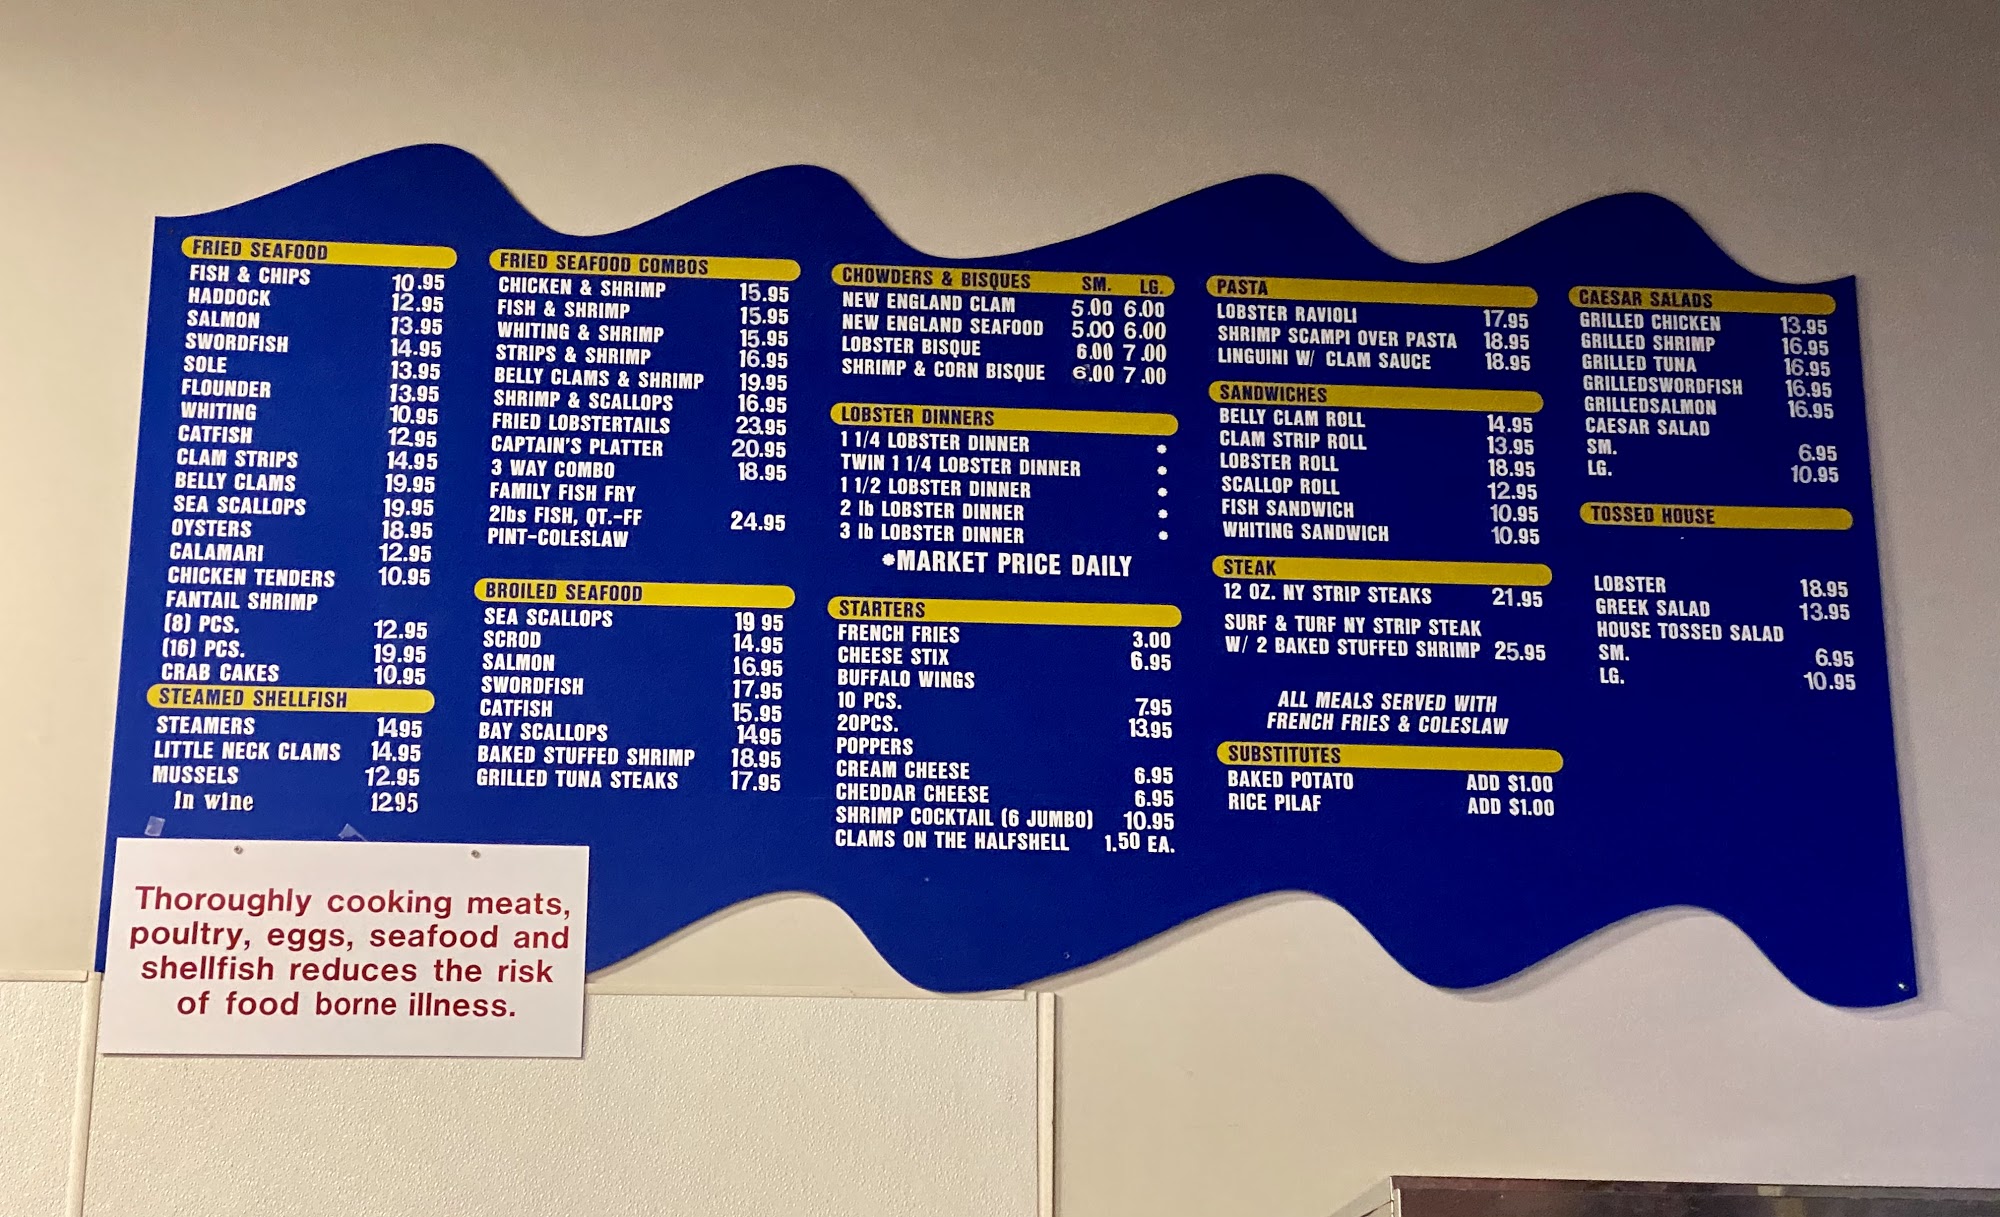 FRIED SEAFOOD
FISH & CHIPS 10.95
HADDOCK 12.95
SALMON 13.95
SWORDFISH 14.95
SOLE 13.95
FLOUNDER 13.95
WHITING 10.95
CATFISH 12.95
CLAM STRIPS 14.95
BELLY CLAMS 19.95
SEA SCALLOPS 19.95
OYSTERS 18.95
CALAMARI 12.95
CHICKEN TENDERS 10.95
FANTAIL SHRIMP
(8) PCS. 12.95
(16) PCS. 19.95
CRAB CAKES 10.95
STEAMED SHELLFISH
STEAMERS 1495
LITTLE NECK CLAMS 14.95
MUSSELS 12.95
in wine 1295
FRIED SEAFOOD COMBOS
CHICKEN & SHRIMP 15.95
FISH & SHRIMP 15.95
WHITING & SHRIMP 15.95
STRIPS & SHRIMP 16.95
BELLY CLAMS & SHRIMP 19.95
SHRIMP & SCALLOPS 16.95
FRIED LOBSTERTAILS 23.95
CAPTAIN'S PLATTER 20.95
3 WAY COMBO 18.95
FAMILY FISH FRY
2lbs FISH, QT.-FF 24.95
PINT-COLESLAW
BROILED SEAFOOD
SEA SCALLOPS 19 95
SCROD 14.95
SALMON 16.95
SWORDFISH 17.95
CATFISH 15.95
BAY SCALLOPS 1495
BAKED STUFFED SHRIMP 18.95
GRILLED TUNA STEAKS 17.95
CHOWDERS & BISQUES SM. LG.
NEW ENGLAND CLAM 5.00 6.00
NEW ENGLAND SEAFOOD 5.00 6.00
LOBSTER BISQUE 6.00 7.00
SHRIMP & CORN BISQUE 6.00 7.00
LOBSTER DINNERS
1 1/4 LOBSTER DINNER *
TWIN 1 1/4 LOBSTER DINNER *
1 1/2 LOBSTER DINNER *
2 lb LOBSTER DINNER *
3 lb LOBSTER DINNER *
*MARKET PRICE DAILY
STARTERS
FRENCH FRIES 3.00
CHEESE STIX 6.95
BUFFALO WINGS
10 PCS. 7.95
20PCS. 13.95
POPPERS
CREAM CHEESE 6.95
CHEDDAR CHEESE 6.95
SHRIMP COCKTAIL (6 JUMBO) 10.95
CLAMS ON THE HALFSHELL 1.50 EA.
PASTA
LOBSTER RAVIOLI 17.95
SHRIMP SCAMPI OVER PASTA 18.95
LINGUINI W/ CLAM SAUCE 18.95
SANDWICHES
BELLY CLAM ROLL 14.95
CLAM STRIP ROLL 13.95
LOBSTER ROLL 18.95
SCALLOP ROLL 12.95
FISH SANDWICH 10.95
WHITING SANDWICH 10.95
STEAK
12 OZ. NY STRIP STEAKS 21.95
SURF & TURF NY STRIP STEAK
W/ 2 BAKED STUFFED SHRIMP 25.95
ALL MEALS SERVED WITH
FRENCH FRIES & COLESLAW
SUBSTITUTES
BAKED POTATO ADD $1.00
RICE PILAF ADD $1.00
CAESAR SALADS
GRILLED CHICKEN 13.95
GRILLED SHRIMP 16.95
GRILLED TUNA 16.95
GRILLEDSWORDFISH 16.95
GRILLEDSALMON 16.95
CAESAR SALAD
SM. 6.95
LG. 10.95
TOSSED HOUSE
LOBSTER 18.95
GREEK SALAD 13.95
HOUSE TOSSED SALAD
SM. 6.95
LG. 10.95
Thoroughly cooking meats,
poultry, eggs, seafood and
shellfish reduces the risk
of food borne illness.